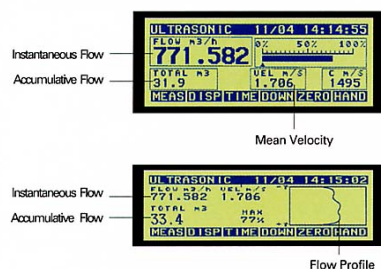 ULTRASONIC 11/04 14:14:55
FLOW m3/h
0% 50% 100%
Instantaneous Flow
771.582
Accumulative Flow
TOTAL m3 VEL m/s C m/s
31.9 1.706 1495
MEAS DISP TIME DOWN ZERO HAND
Mean Velocity
ULTRASONIC 11/04 14:15:02
FLOW m3/h VEL m/s
Instantaneous Flow
771.582 1.706
TOTAL m3
Accumulative Flow
33.4
MAX
77%
MEAS DISP TIME DOWN ZERO HAND
Flow Profile